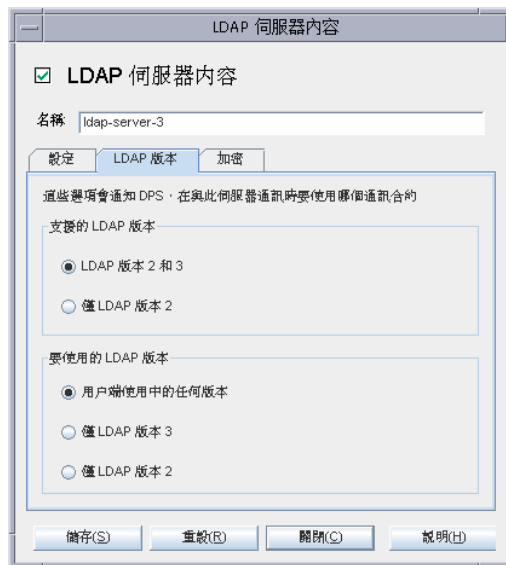 LDAP 伺服器內容
LDAP 伺服器內容
名稱 ldap-server-3
設定 LDAP 版本 加密
這些選項會通知 DPS，在與此伺服器通訊時要使用哪個通訊合約
支援的 LDAP 版本
LDAP 版本 2 和 3
僅 LDAP 版本 2
要使用的 LDAP 版本
用戶端使用中的任何版本
僅 LDAP 版本 3
僅 LDAP 版本 2
儲存(S) 重設(R) 關閉(C) 說明(H)